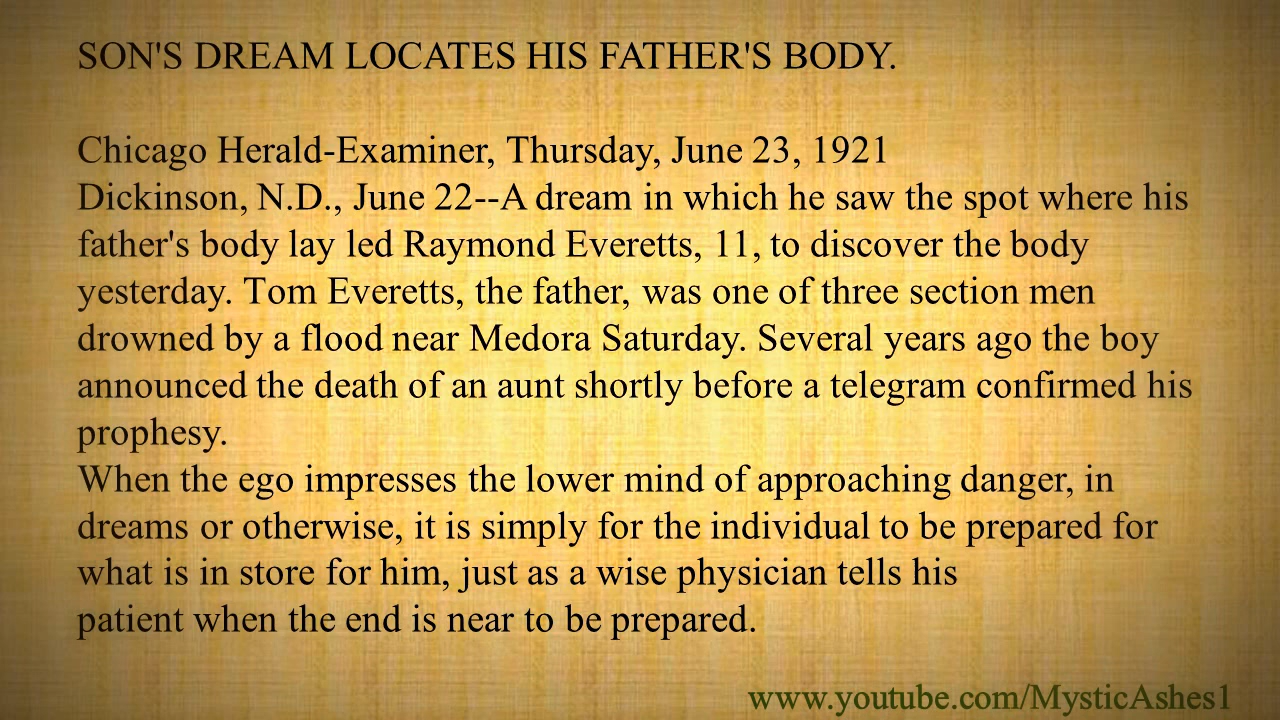 SON'S DREAM LOCATES HIS FATHER'S BODY.
Chicago Herald-Examiner, Thursday, June 23, 1921
Dickinson, N.D., June 22--A dream in which he saw the spot where his
father's body lay led Raymond Everetts, 11, to discover the body
yesterday. Tom Everetts, the father, was one of three section men
drowned by a flood near Medora Saturday. Several years ago the boy
announced the death of an aunt shortly before a telegram confirmed his
prophesy.
When the ego impresses the lower mind of approaching danger, in
dreams or otherwise, it is simply for the individual to be prepared for
what is in store for him, just as a wise physician tells his
patient when the end is near to be prepared.
www.youtube.com/MysticAshes1